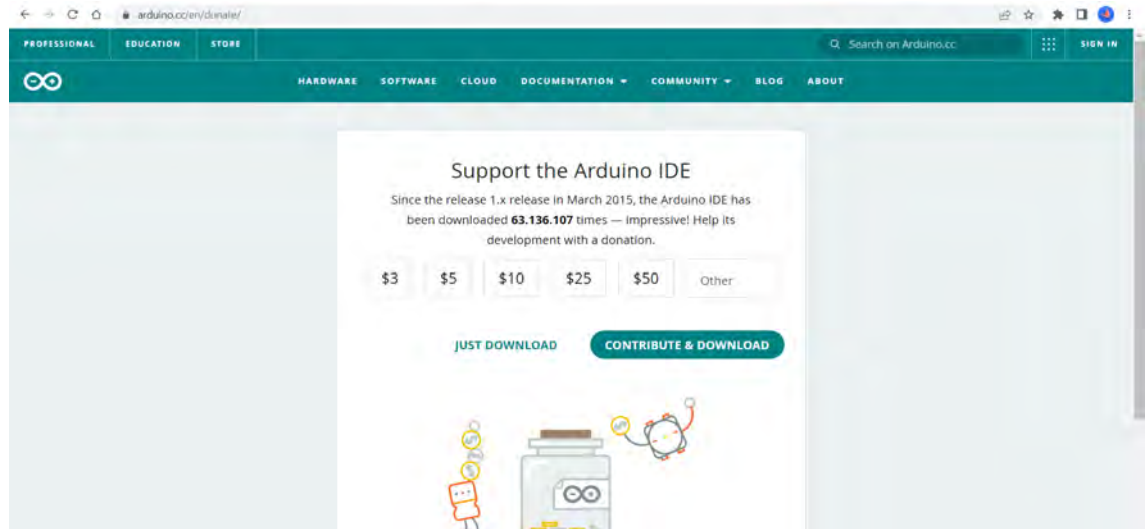 arduino.cc/en/donate/
PROFESSIONAL EDUCATION STORE Search on Arduino.cc SIGN IN
HARDWARE SOFTWARE CLOUD DOCUMENTATION COMMUNITY BLOG ABOUT
Support the Arduino IDE
Since the release 1.x release in March 2015, the Arduino IDE has
been downloaded 63.136.107 times — impressive! Help its
development with a donation.
$3 $5 $10 $25 $50 Other
JUST DOWNLOAD CONTRIBUTE & DOWNLOAD